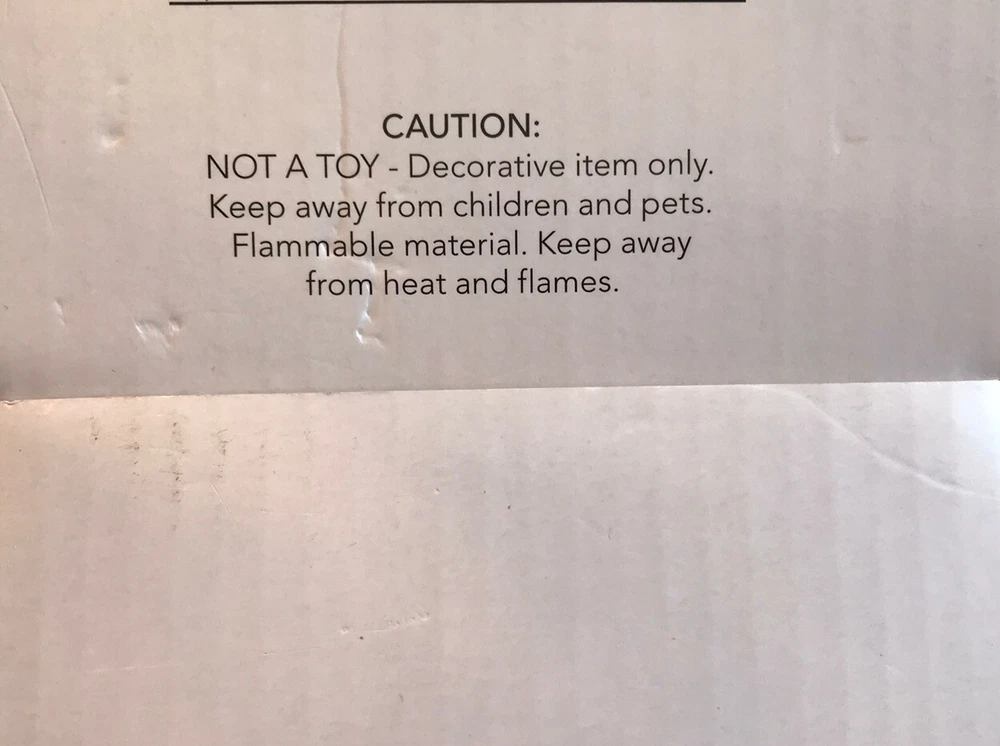 CAUTION:
NOT A TOY - Decorative item only.
Keep away from children and pets.
Flammable material. Keep away
from heat and flames.